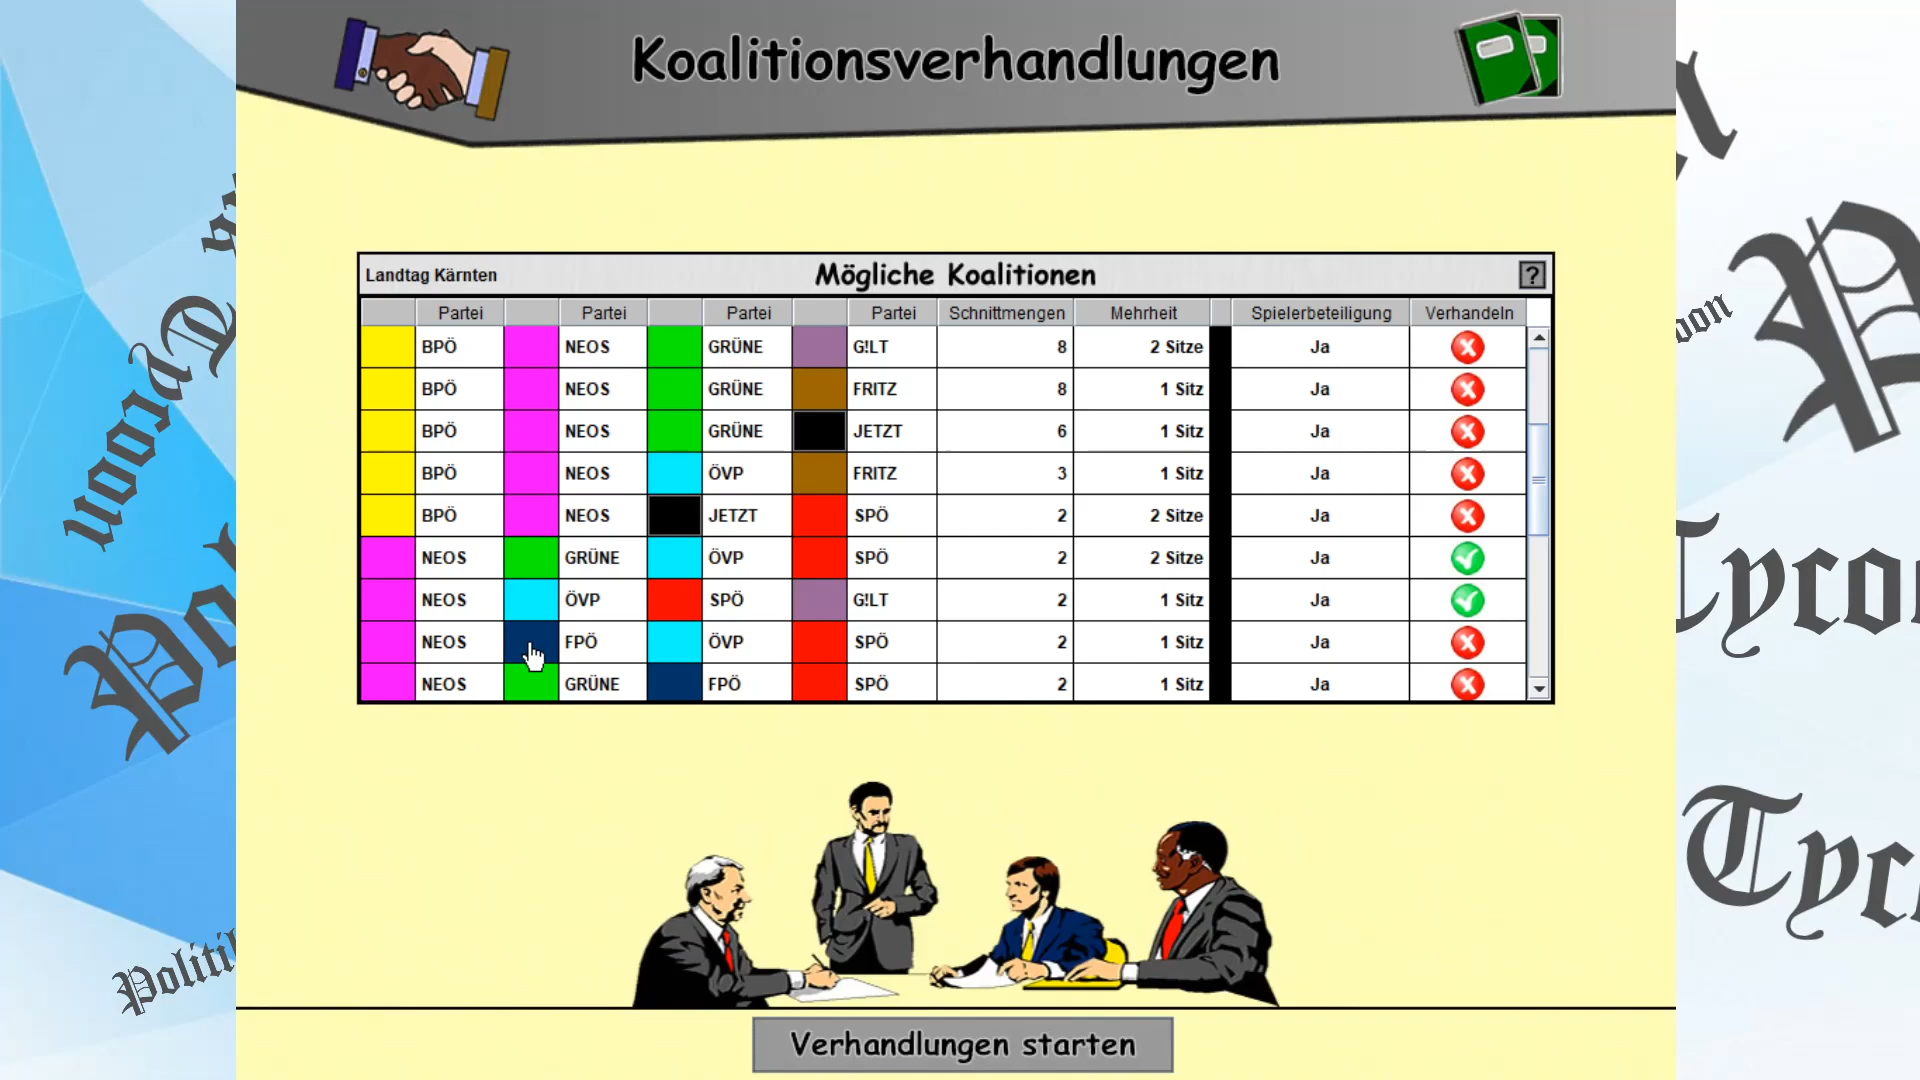 Koalitionsverhandlungen
Landtag Kärnten Mögliche Koalitionen ?
Partei Partei Partei Partei Schnittmengen Mehrheit Spielerbeteiligung Verhandeln
BPÖ NEOS GRÜNE G!LT 8 2 Sitze Ja
BPÖ NEOS GRÜNE FRITZ 8 1 Sitz Ja
BPÖ NEOS GRÜNE JETZT 6 1 Sitz Ja
BPÖ NEOS ÖVP FRITZ 3 1 Sitz Ja
BPÖ NEOS JETZT SPÖ 2 2 Sitze Ja
NEOS GRÜNE ÖVP SPÖ 2 2 Sitze Ja
NEOS ÖVP SPÖ G!LT 2 1 Sitz Ja
NEOS FPÖ ÖVP SPÖ 2 1 Sitz Ja
NEOS GRÜNE FPÖ SPÖ 2 1 Sitz Ja
Verhandlungen starten
Tycoon
Politi
Tyco
Tyc